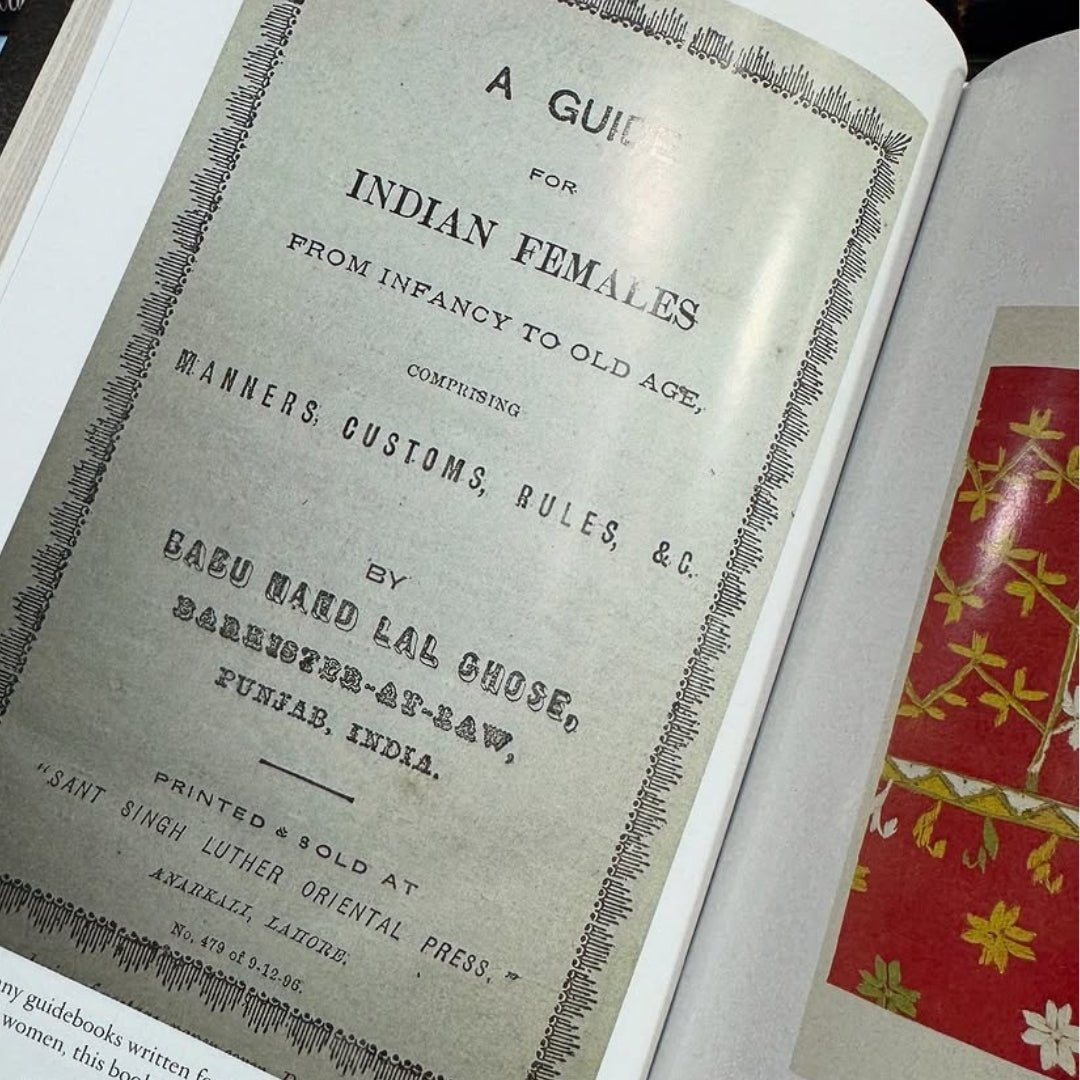 A GUIDE
FOR
INDIAN FEMALES
FROM INFANCY TO OLD AGE,
COMPRISING
MANNERS, CUSTOMS, RULES, &C.
BY
BABU NAND LAL GHOSE,
BARRISTER-AT-LAW,
PUNJAB, INDIA.
PRINTED & SOLD AT
"SANT SINGH LUTHER ORIENTAL PRESS,"
ANARKALI, LAHORE.
No. 479 of 9-12-96.
guidebooks written
women, this